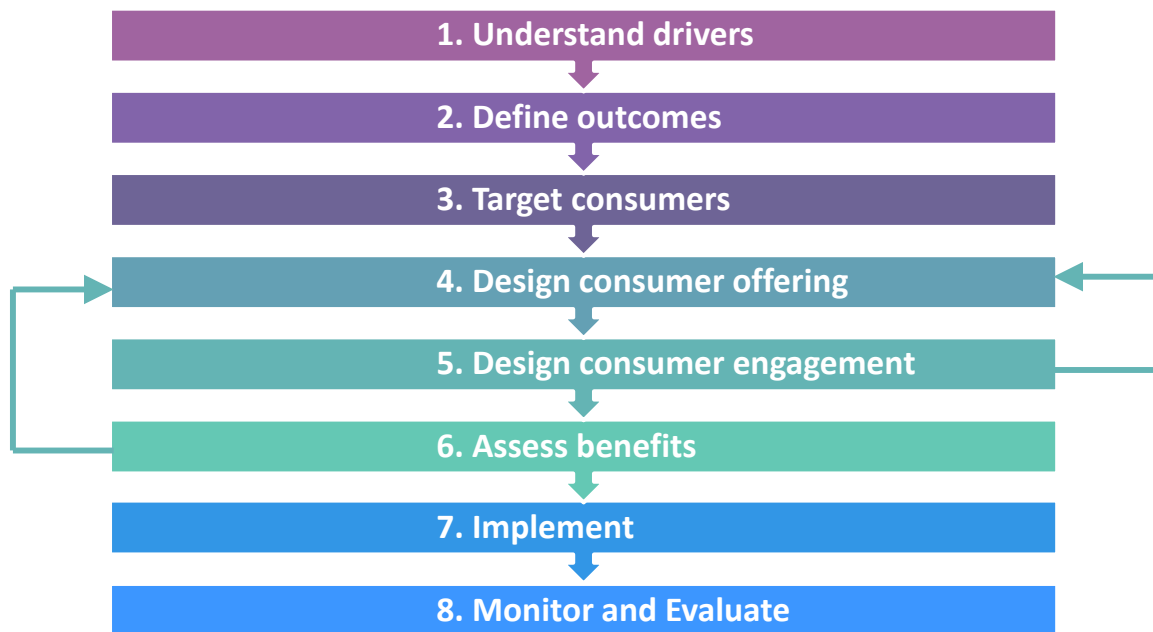 1. Understand drivers
2. Define outcomes
3. Target consumers
4. Design consumer offering
5. Design consumer engagement
6. Assess benefits
7. Implement
8. Monitor and Evaluate